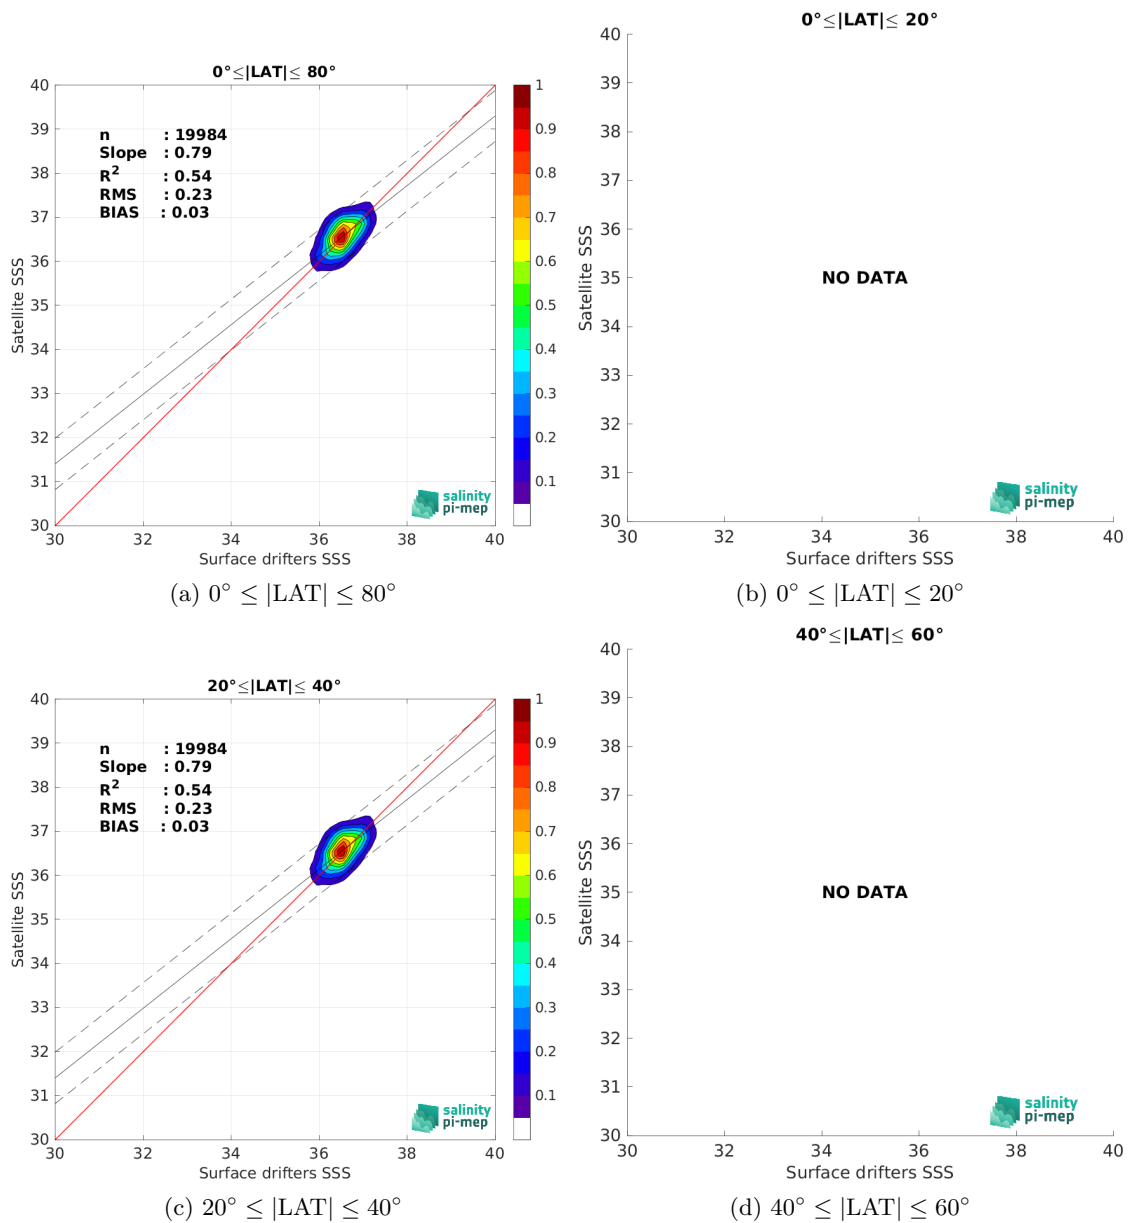 0°≤|LAT|≤ 80°
40
39
38
37
36
35
34
33
32
31
30
n : 19984
Slope : 0.79
R² : 0.54
RMS : 0.23
BIAS : 0.03
Satellite SSS
30 32 34 36 38 40
Surface drifters SSS
1
0.9
0.8
0.7
0.6
0.5
0.4
0.3
0.2
0.1
salinity
pi-mep
(a) 0° ≤ |LAT| ≤ 80°
0°≤|LAT|≤ 20°
40
39
38
37
36
35
34
33
32
31
30
NO DATA
Satellite SSS
30 32 34 36 38 40
Surface drifters SSS
salinity
pi-mep
(b) 0° ≤ |LAT| ≤ 20°
20°≤|LAT|≤ 40°
40
39
38
37
36
35
34
33
32
31
30
n : 19984
Slope : 0.79
R² : 0.54
RMS : 0.23
BIAS : 0.03
Satellite SSS
30 32 34 36 38 40
Surface drifters SSS
1
0.9
0.8
0.7
0.6
0.5
0.4
0.3
0.2
0.1
salinity
pi-mep
(c) 20° ≤ |LAT| ≤ 40°
40°≤|LAT|≤ 60°
40
39
38
37
36
35
34
33
32
31
30
NO DATA
Satellite SSS
30 32 34 36 38 40
Surface drifters SSS
salinity
pi-mep
(d) 40° ≤ |LAT| ≤ 60°